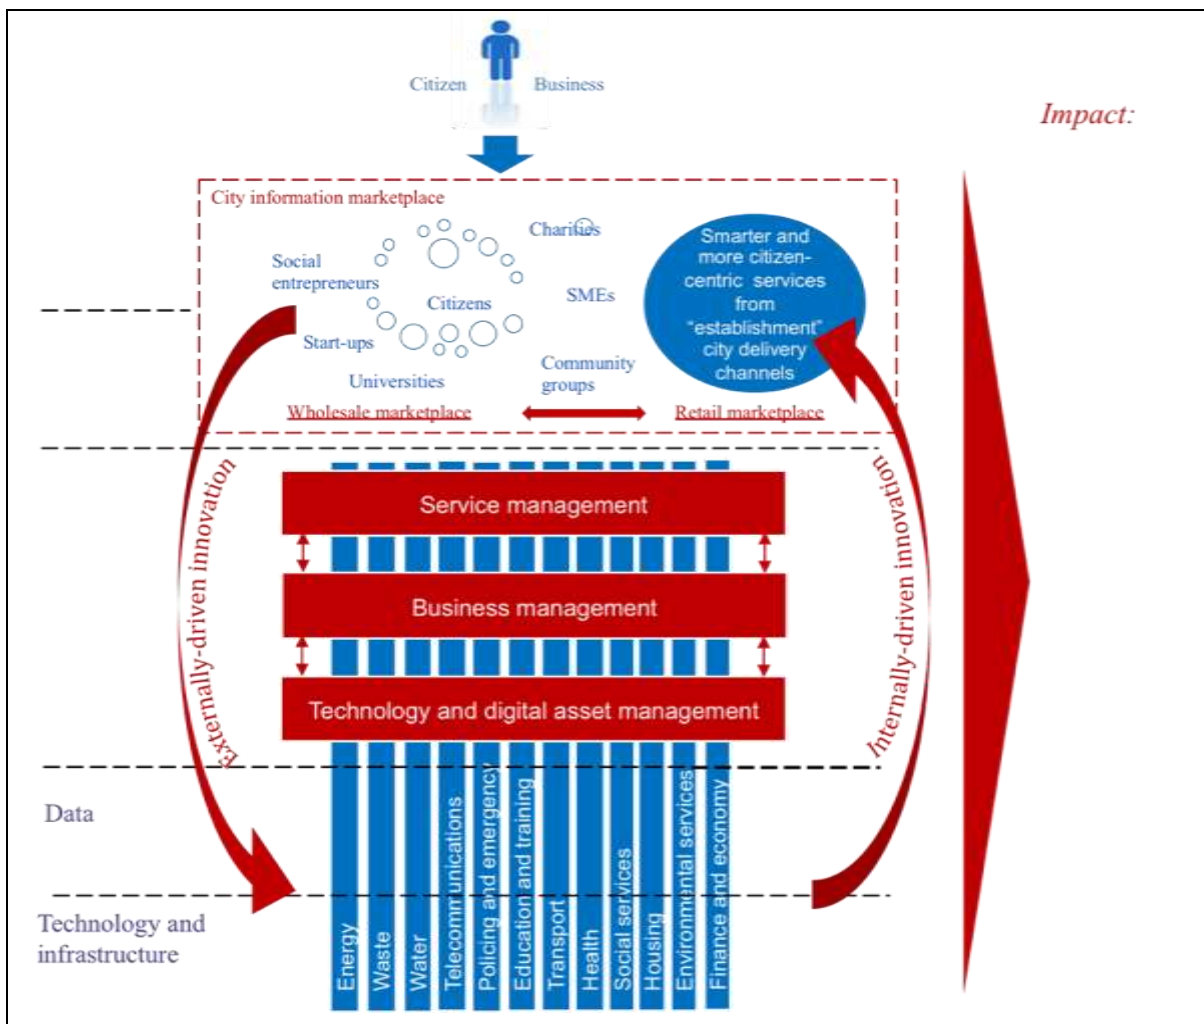 Citizen
Business
Impact:
City information marketplace
Charities
Social
entrepreneurs
Citizens
SMEs
Start-ups
Universities
Community
groups
Smarter and
more citizen-
centric services
from
"establishment"
city delivery
channels
Wholesale marketplace
Retail marketplace
Externally-driven innovation
Internally-driven innovation
Service management
Business management
Technology and digital asset management
Data
Technology and
infrastructure
Energy
Waste
Water
Telecommunications
Policing and emergency
Education and training
Transport
Health
Social services
Housing
Environmental services
Finance and economy